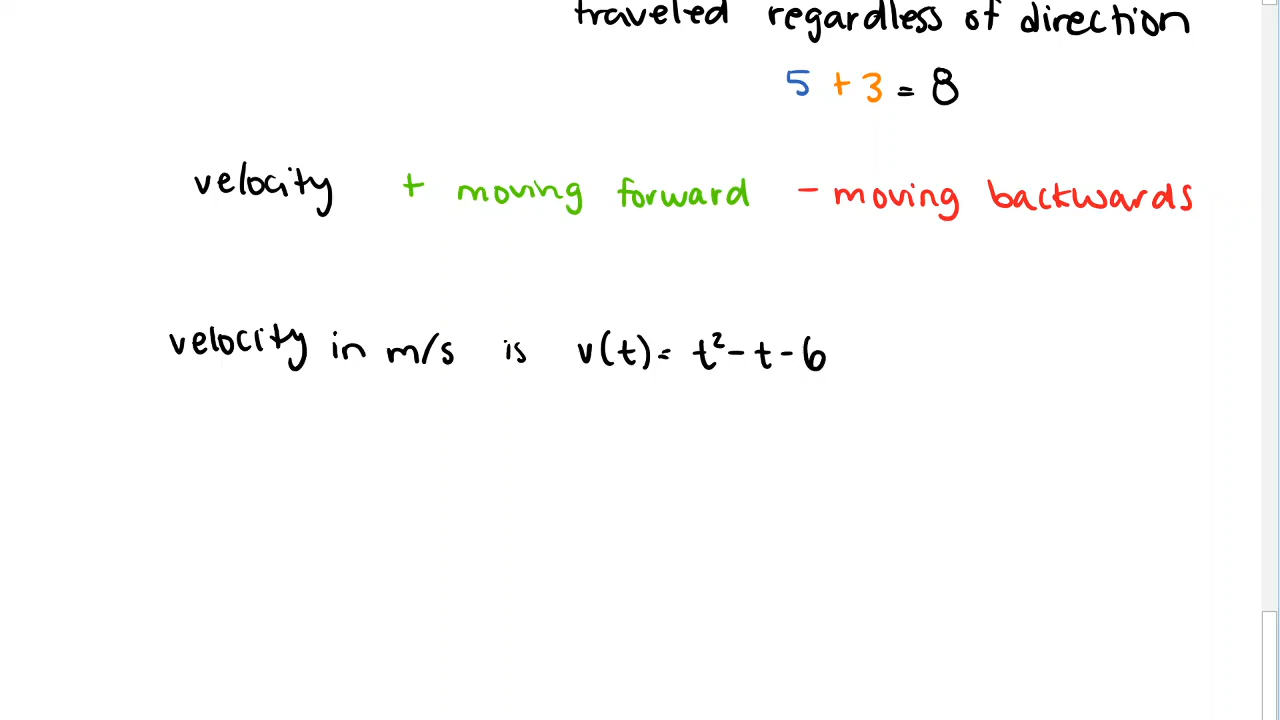 traveled regardless of direction
5 + 3 = 8
velocity + moving forward - moving backwards
velocity in m/s is v(t) = t² - t - 6